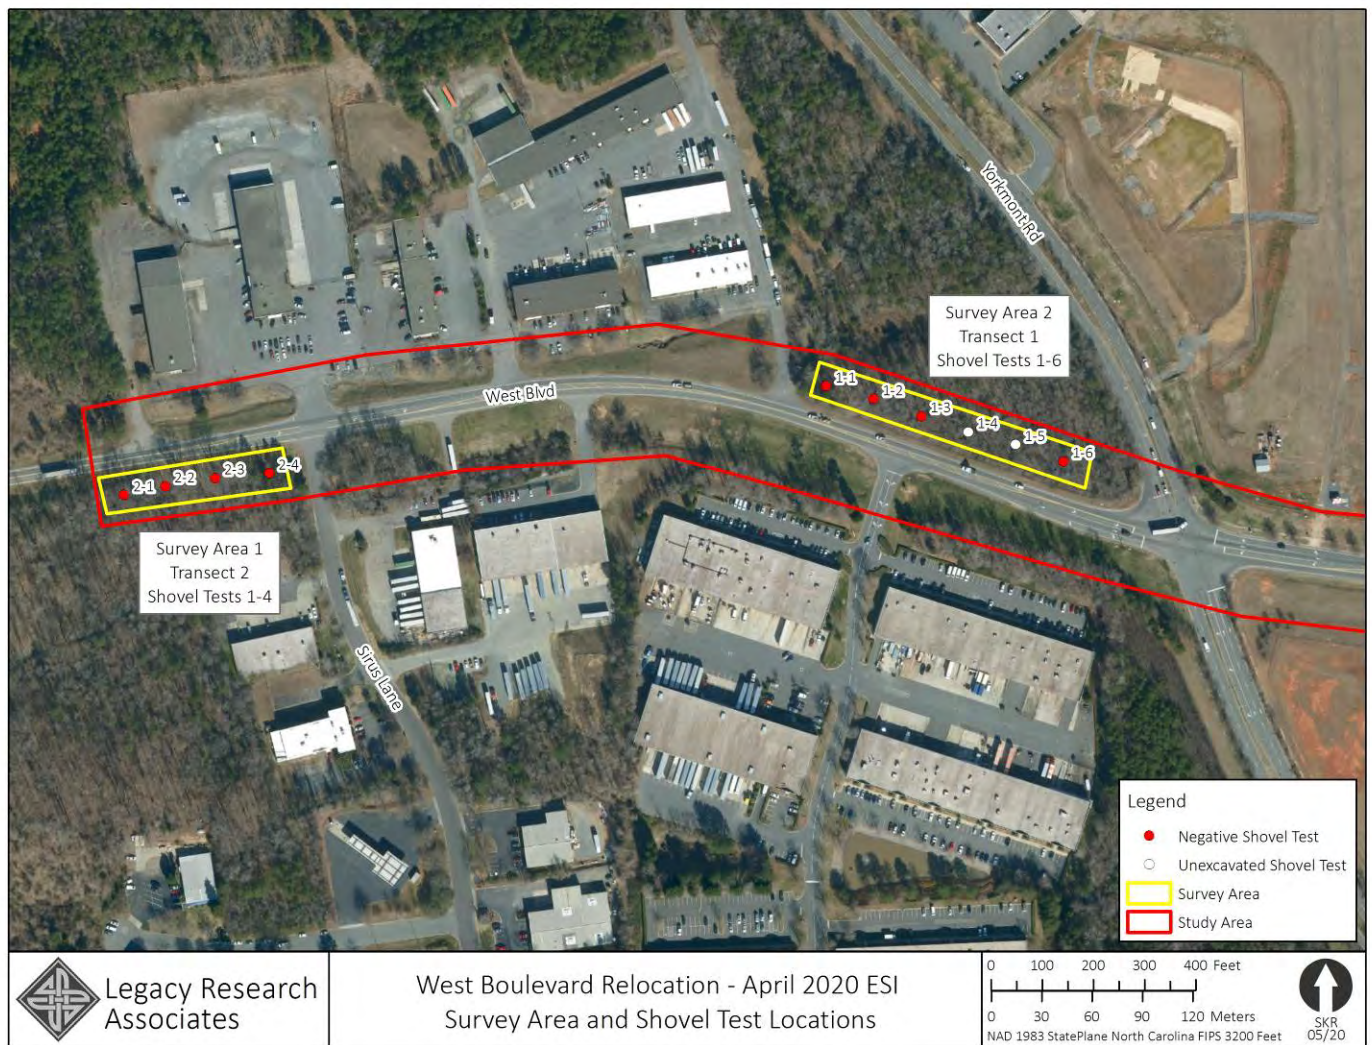 Yorkmont Rd
Survey Area 2
Transect 1
Shovel Tests 1-6
West Blvd
1-1
1-2
1-3
1-4
1-5
1-6
2-1
2-2
2-3
2-4
Survey Area 1
Transect 2
Shovel Tests 1-4
Sirus Lane
Legend
Negative Shovel Test
Unexcavated Shovel Test
Survey Area
Study Area
Legacy Research
Associates
West Boulevard Relocation - April 2020 ESI
Survey Area and Shovel Test Locations
0 100 200 300 400 Feet
0 30 60 90 120 Meters
NAD 1983 StatePlane North Carolina FIPS 3200 Feet
SKR
05/20